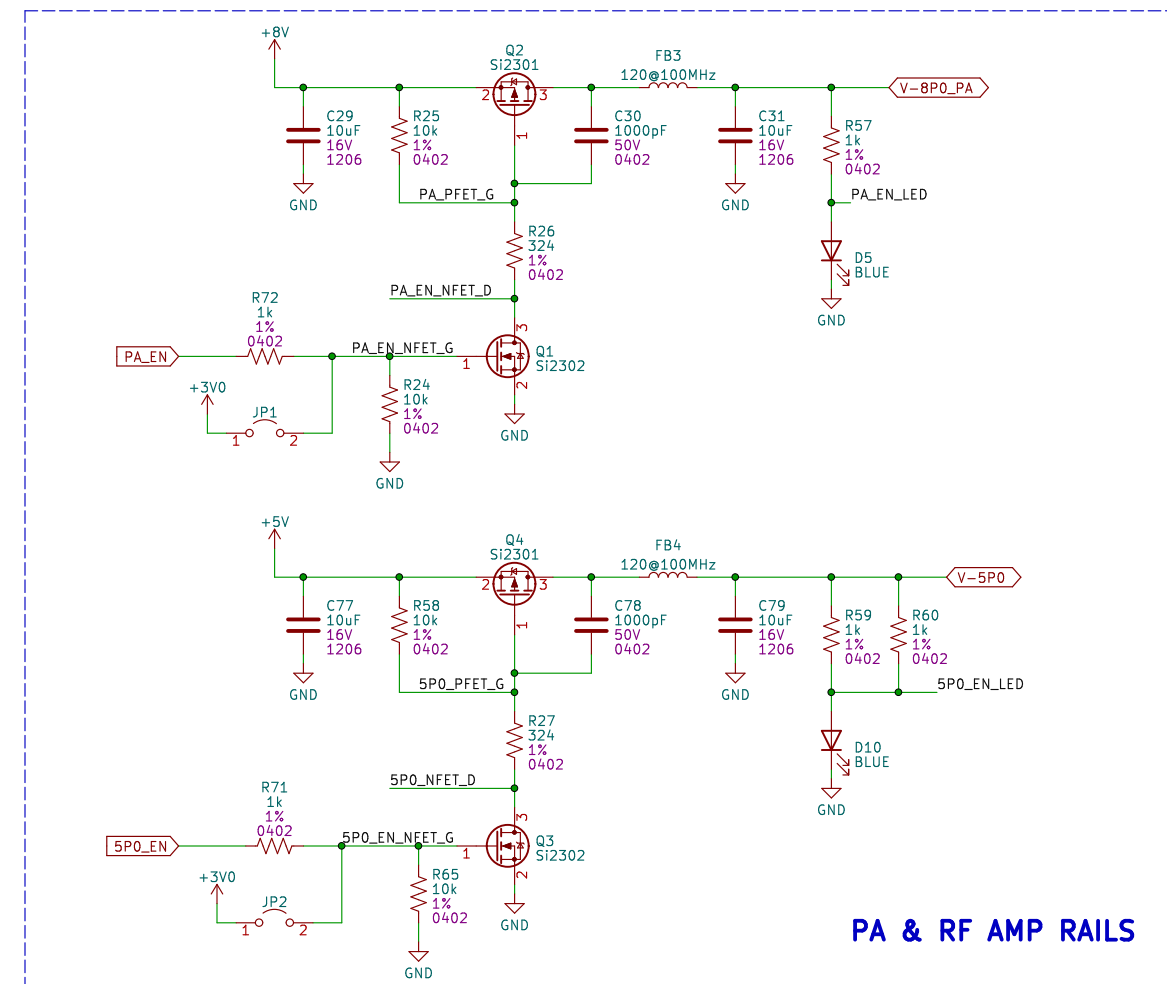 +8V
Q2
Si2301
2
3
1
FB3
120@100MHz
V-8P0_PA
C29
10uF
16V
1206
GND
R25
10k
1%
0402
C30
1000pF
50V
0402
C31
10uF
16V
1206
GND
R57
1k
1%
0402
PA_PFET_G
PA_EN_LED
R26
324
1%
0402
D5
BLUE
GND
PA_EN_NFET_D
R72
1k
1%
0402
PA_EN
PA_EN_NFET_G
1
3
2
Q1
Si2302
GND
+3V0
JP1
1
2
R24
10k
1%
0402
GND
+5V
Q4
Si2301
2
3
1
FB4
120@100MHz
V-5P0
C77
10uF
16V
1206
GND
R58
10k
1%
0402
C78
1000pF
50V
0402
C79
10uF
16V
1206
GND
R59
1k
1%
0402
R60
1k
1%
0402
5P0_PFET_G
5P0_EN_LED
R27
324
1%
0402
D10
BLUE
GND
5P0_NFET_D
R71
1k
1%
0402
5P0_EN
5P0_EN_NFET_G
1
3
2
Q3
Si2302
GND
+3V0
JP2
1
2
R65
10k
1%
0402
GND
PA & RF AMP RAILS